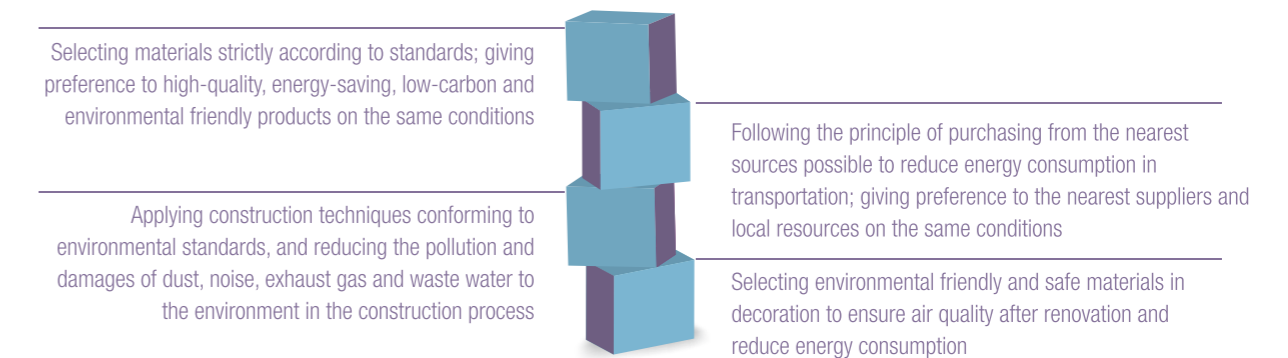 Selecting materials strictly according to standards; giving
preference to high-quality, energy-saving, low-carbon and
environmental friendly products on the same conditions
Following the principle of purchasing from the nearest
sources possible to reduce energy consumption in
transportation; giving preference to the nearest suppliers and
local resources on the same conditions
Applying construction techniques conforming to
environmental standards, and reducing the pollution and
damages of dust, noise, exhaust gas and waste water to
the environment in the construction process
Selecting environmental friendly and safe materials in
decoration to ensure air quality after renovation and
reduce energy consumption